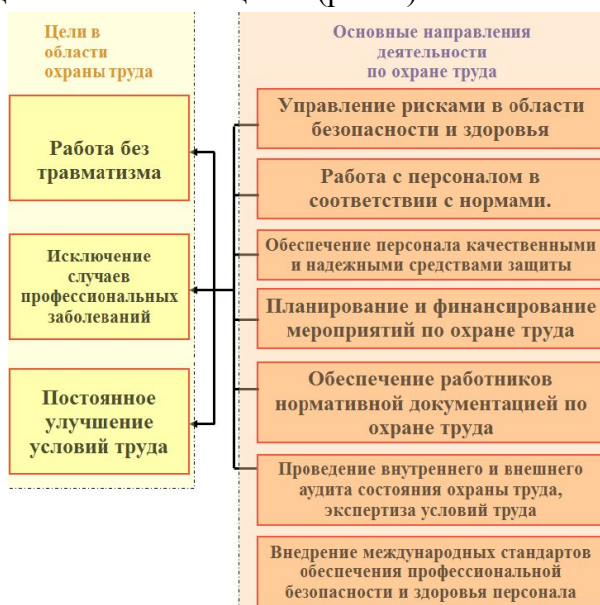 Цели в
области
охраны труда
Работа без
травматизма
Исключение
случаев
профессиональных
заболеваний
Постоянное
улучшение
условий труда
Основные направления
деятельности
по охране труда
Управление рисками в области
безопасности и здоровья
Работа с персоналом в
соответствии с нормами.
Обеспечение персонала качественными
и надежными средствами защиты
Планирование и финансирование
мероприятий по охране труда
Обеспечение работников
нормативной документацией по
охране труда
Проведение внутреннего и внешнего
аудита состояния охраны труда,
экспертиза условий труда
Внедрение международных стандартов
обеспечения профессиональной
безопасности и здоровья персонала